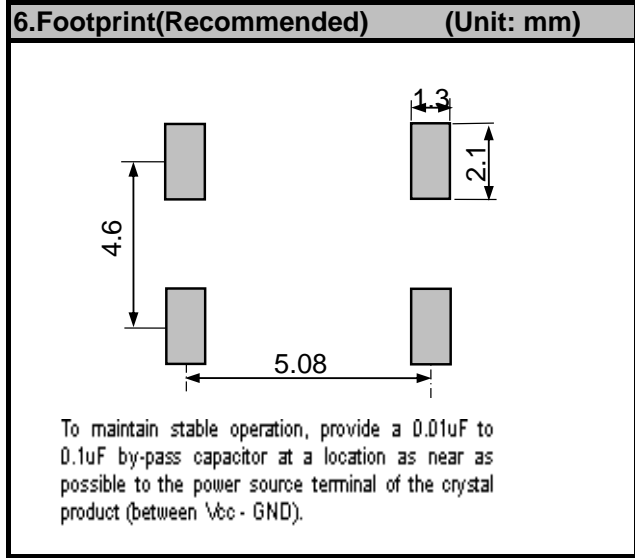 6.Footprint(Recommended) (Unit: mm)
1.3
2.1
4.6
5.08
To maintain stable operation, provide a 0.01uF to
0.1uF by-pass capacitor at a location as near as
possible to the power source terminal of the crystal
product (between Vcc - GND).